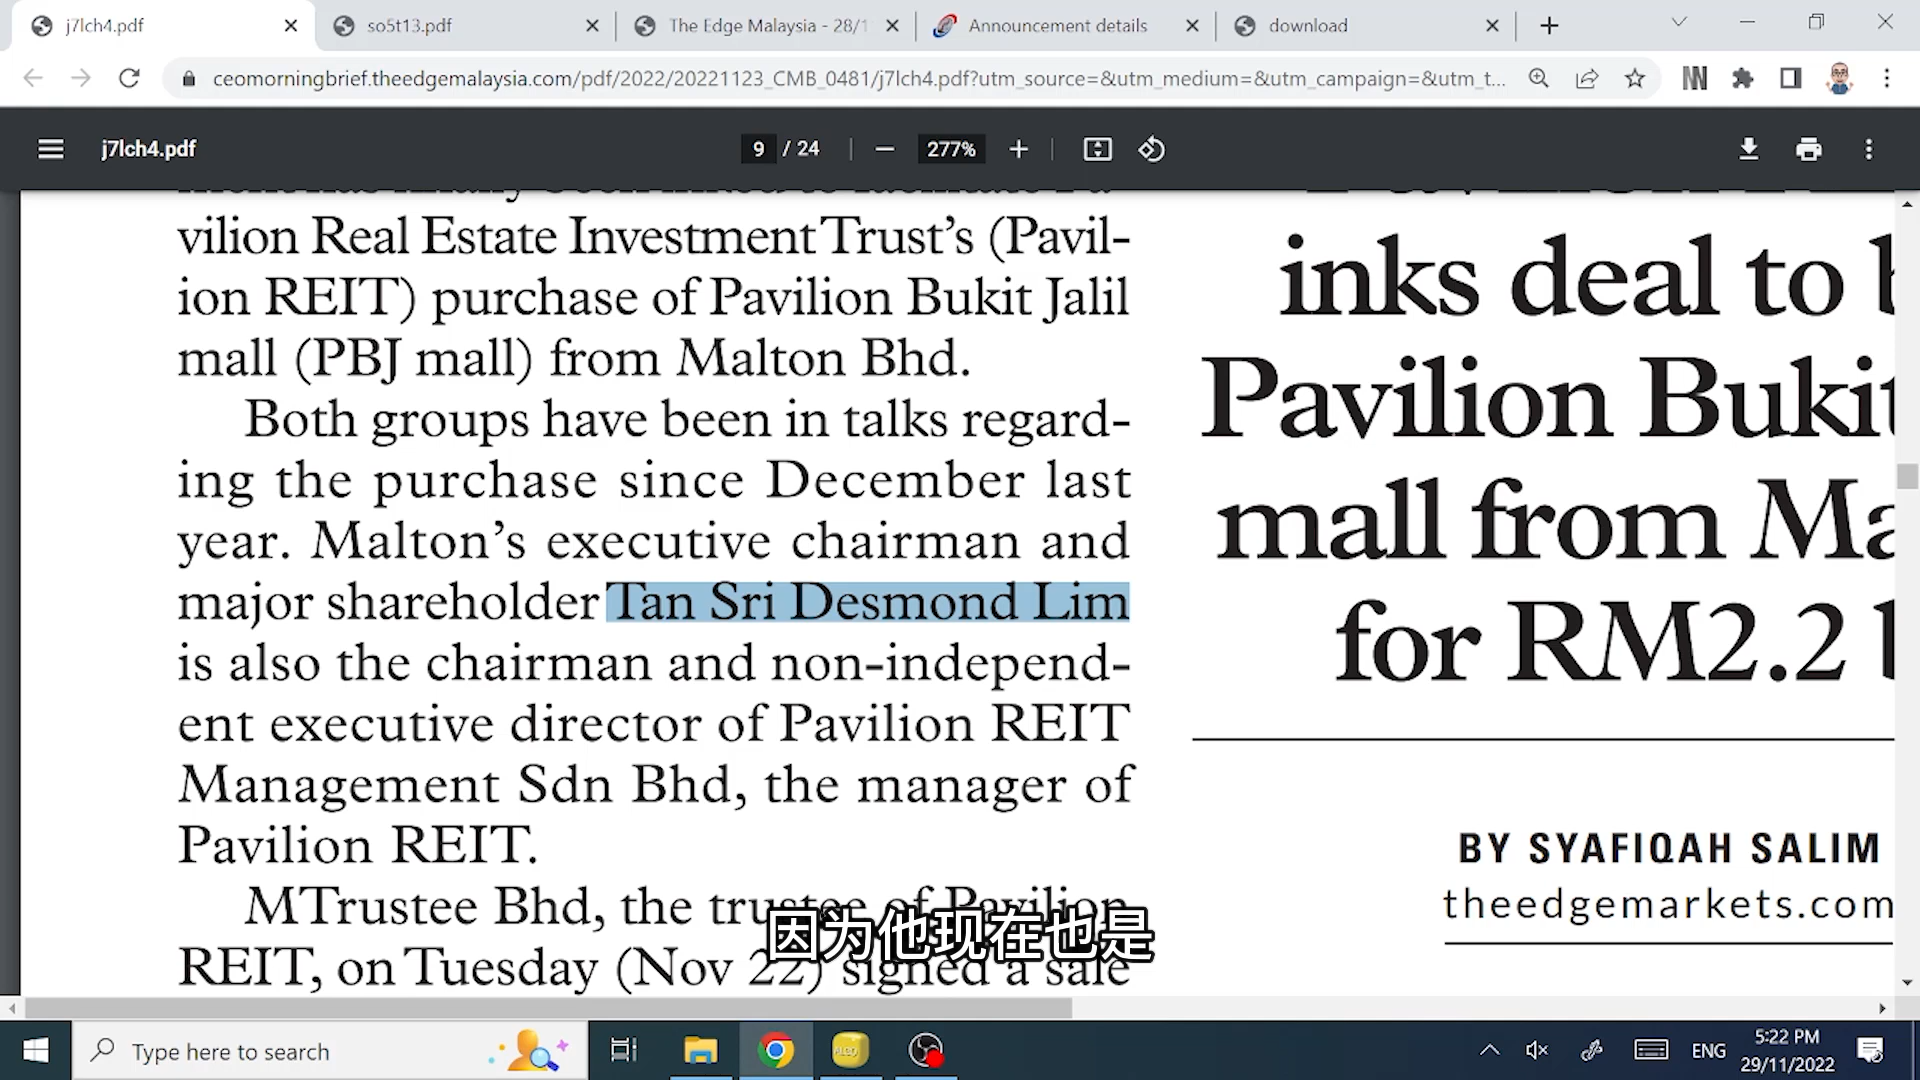 j7lch4.pdf
so5t13.pdf
The Edge Malaysia - 28/1
Announcement details
download
ceomorningbrief.theedgemalaysia.com/pdf/2022/20221123_CMB_0481/j7lch4.pdf?utm_source=&utm_medium=&utm_campaign=&utm_t...
j7lch4.pdf
9 / 24
277%
vilion Real Estate Investment Trust’s (Pavil-
ion REIT) purchase of Pavilion Bukit Jalil
mall (PBJ mall) from Malton Bhd.
Both groups have been in talks regard-
ing the purchase since December last
year. Malton’s executive chairman and
major shareholder Tan Sri Desmond Lim
is also the chairman and non-independ-
ent executive director of Pavilion REIT
Management Sdn Bhd, the manager of
Pavilion REIT.
MTrustee Bhd, the trustee of Pavilion
REIT, on Tuesday (Nov 22) signed a sale
inks deal to b
Pavilion Bukit
mall from Ma
for RM2.2 b
BY SYAFIQAH SALIM
theedgemarkets.com
因为他现在也是
Type here to search
ENG
5:22 PM
29/11/2022